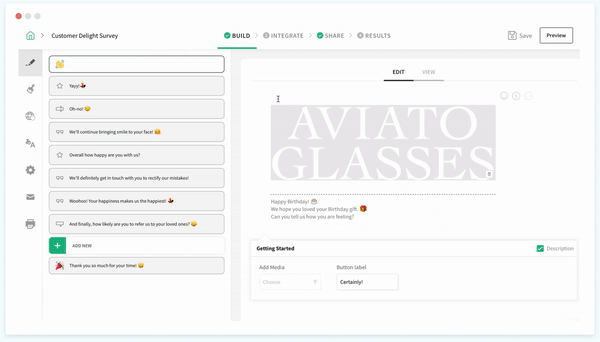 Customer Delight Survey
BUILD
INTEGRATE
SHARE
RESULTS
Save
Preview
Yayy!
Oh-no!
We'll continue bringing smile to your face!
Overall how happy are you with us?
We'll definitely get in touch with you to rectify our mistakes!
Woohoo! Your happiness makes us the happiest!
And finally, how likely are you to refer us to your loved ones?
ADD NEW
Thank you so much for your time!
EDIT
VIEW
AVIATO
GLASSES
Happy Birthday!
We hope you loved your Birthday gift.
Can you tell us how you are feeling?
Getting Started
Description
Add Media
Button label
Choose
Certainly!